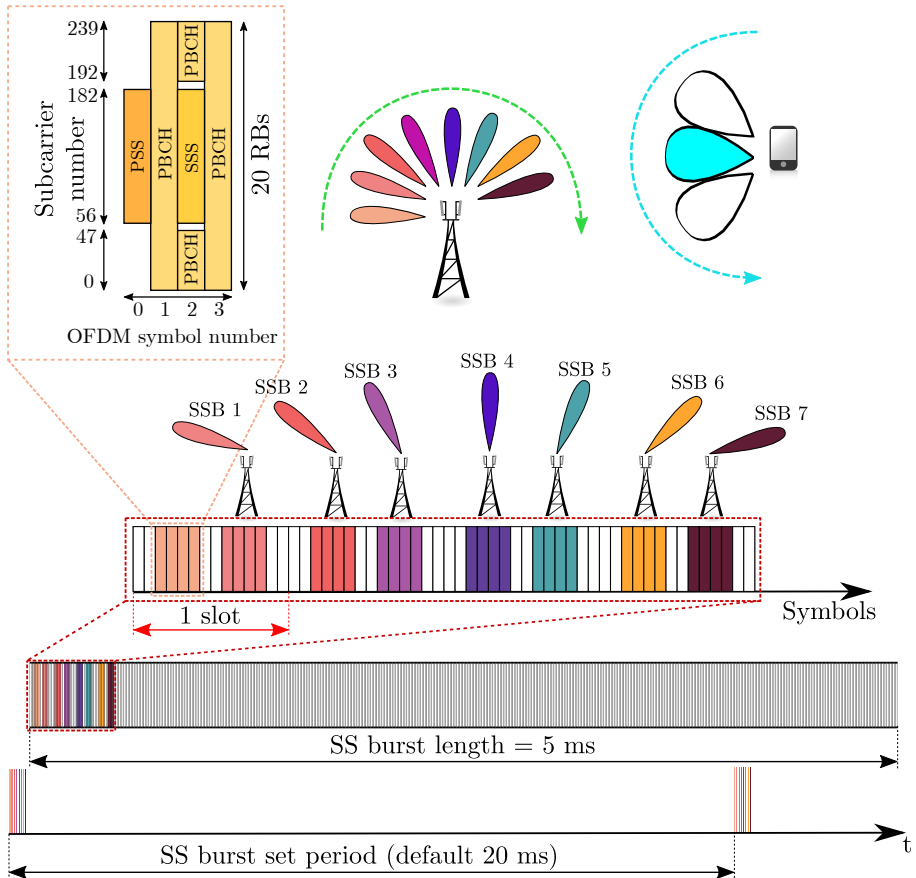 239
192
182
56
47
0
Subcarrier
number
PSS
PBCH
PBCH
SSS
PBCH
PBCH
20 RBs
0 1 2 3
OFDM symbol number
SSB 1
SSB 2
SSB 3
SSB 4
SSB 5
SSB 6
SSB 7
Symbols
1 slot
SS burst length = 5 ms
t
SS burst set period (default 20 ms)